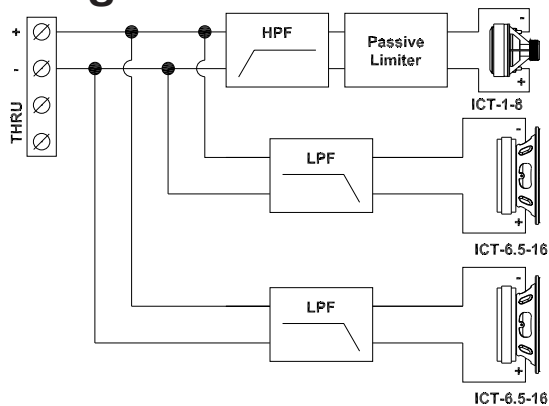 g
+
HPF
-
Passive
Limiter
-
+
THRU
ICT-1-8
LPF
-
+
ICT-6.5-16
LPF
-
+
ICT-6.5-16